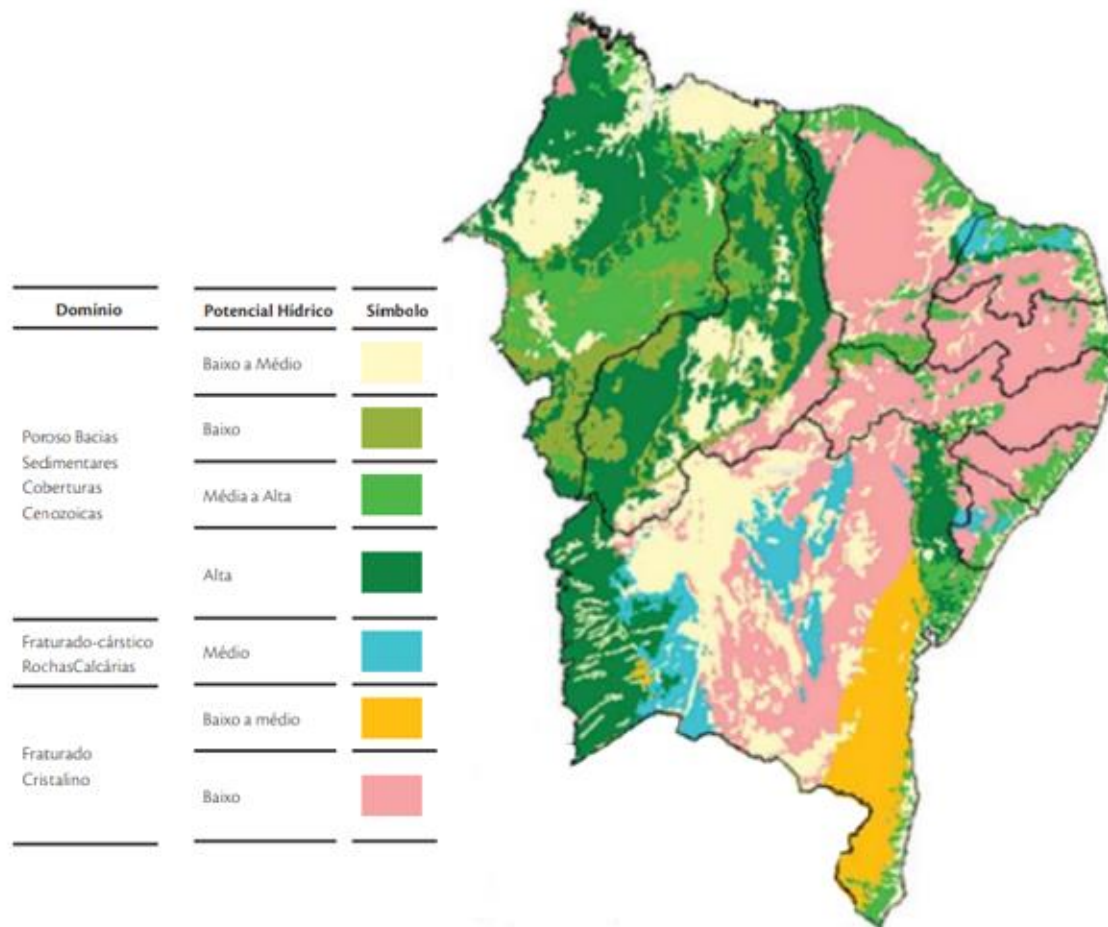 Domínio
Potencial Hídrico
Símbolo
Poroso Bacias
Sedimentares
Coberturas
Cenozoicas
Baixo a Médio
Baixo
Média a Alta
Alta
Fraturado-cárstico
RochasCalcárias
Médio
Fraturado
Cristalino
Baixo a médio
Baixo